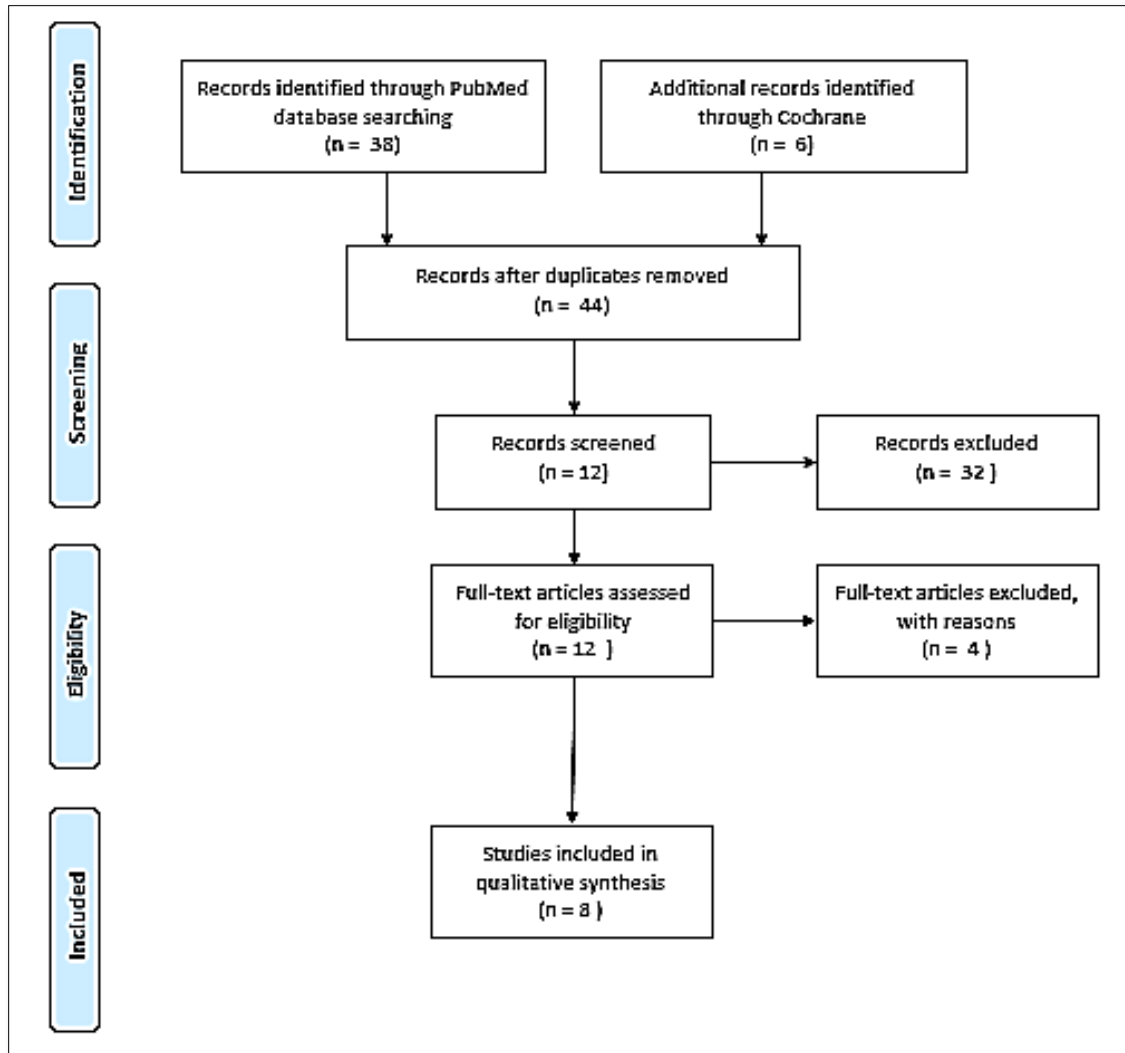 Identification
Records identified through PubMed
database searching
(n = 38)
Additional records identified
through Cochrane
(n = 6]
Records after duplicates removed
(n = 44)
Screening
Records screened
(n = 12]
Records excluded
(n = 32 ]
Eligibility
Full-text articles assessed
for eligibility
(n = 12 ]
Full-text articles excluded,
with reasons
(n = 4 )
Included
Studies included in
qualitative synthesis
(n = 8 )